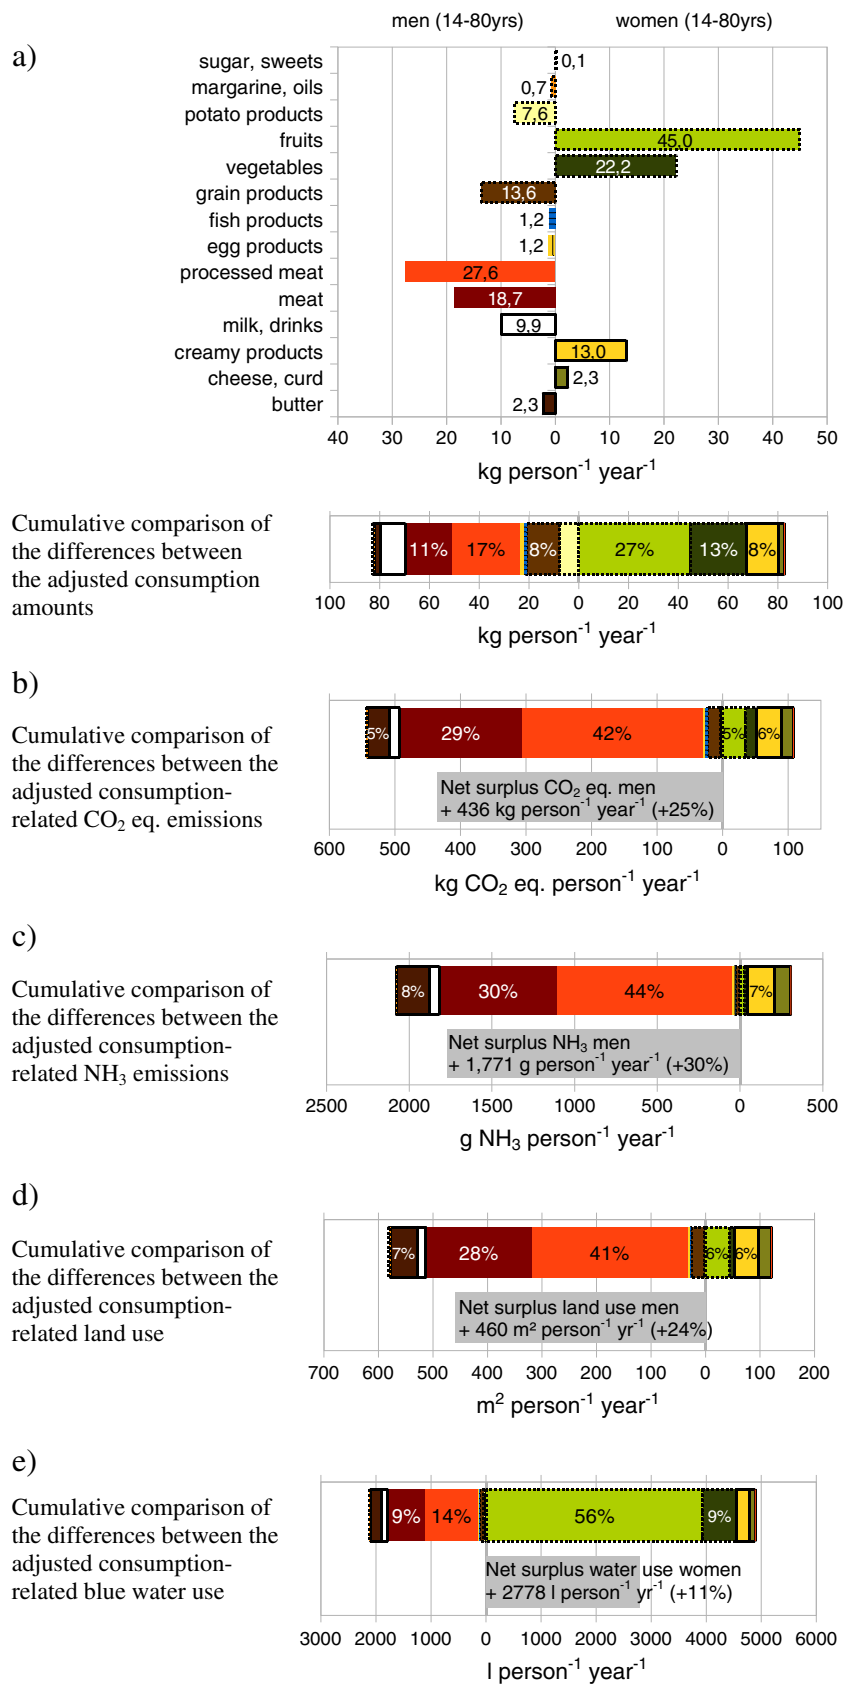 men (14-80yrs) women (14-80yrs)
a)
sugar, sweets 0,1
margarine, oils 0,7
potato products 7,6
fruits 45,0
vegetables 22,2
grain products 13,6
fish products 1,2
egg products 1,2
processed meat 27,6
meat 18,7
milk, drinks 9,9
creamy products 13,0
cheese, curd 2,3
butter 2,3
40 30 20 10 0 10 20 30 40 50
kg person⁻¹ year⁻¹
Cumulative comparison of
the differences between
the adjusted consumption
amounts
11% 17% 8% 27% 13% 8%
100 80 60 40 20 0 20 40 60 80 100
kg person⁻¹ year⁻¹
b)
Cumulative comparison of
the differences between the
adjusted consumption-
related CO₂ eq. emissions
5% 29% 42% 5% 6%
Net surplus CO₂ eq. men
+ 436 kg person⁻¹ year⁻¹ (+25%)
600 500 400 300 200 100 0 100
kg CO₂ eq. person⁻¹ year⁻¹
c)
Cumulative comparison of
the differences between the
adjusted consumption-
related NH₃ emissions
8% 30% 44% 7%
Net surplus NH₃ men
+ 1,771 g person⁻¹ year⁻¹ (+30%)
2500 2000 1500 1000 500 0 500
g NH₃ person⁻¹ year⁻¹
d)
Cumulative comparison of
the differences between the
adjusted consumption-
related land use
7% 28% 41% 6% 6%
Net surplus land use men
+ 460 m² person⁻¹ yr⁻¹ (+24%)
700 600 500 400 300 200 100 0 100 200
m² person⁻¹ year⁻¹
e)
Cumulative comparison of
the differences between the
adjusted consumption-
related blue water use
9% 14% 56% 9%
Net surplus water use women
+ 2778 l person⁻¹ yr⁻¹ (+11%)
3000 2000 1000 0 1000 2000 3000 4000 5000 6000
l person⁻¹ year⁻¹